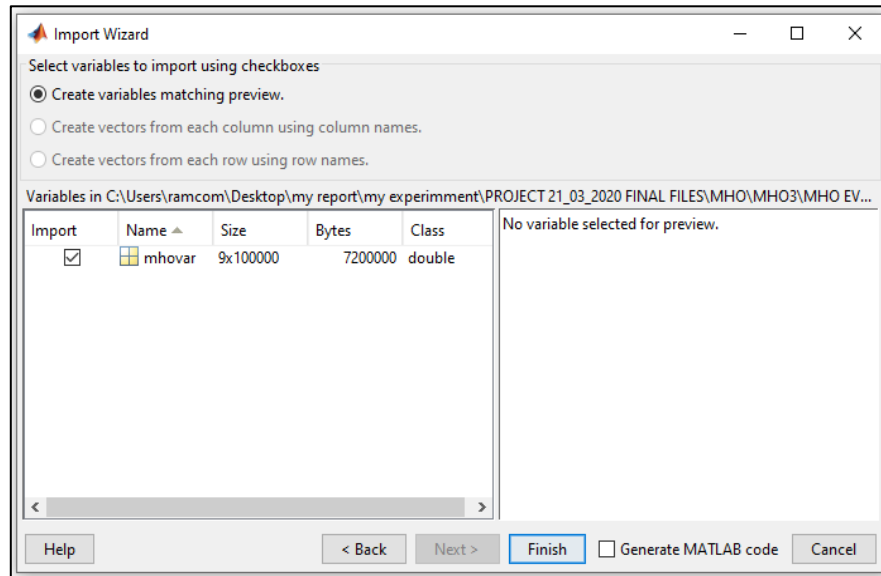 Import Wizard
Select variables to import using checkboxes
Create variables matching preview.
Create vectors from each column using column names.
Create vectors from each row using row names.
Variables in C:\Users\ramcom\Desktop\my report\my experimment\PROJECT 21_03_2020 FINAL FILES\MHO\MHO3\MHO EV...
Import Name Size Bytes Class
mhovar 9x100000 7200000 double
No variable selected for preview.
Help < Back Next > Finish Generate MATLAB code Cancel